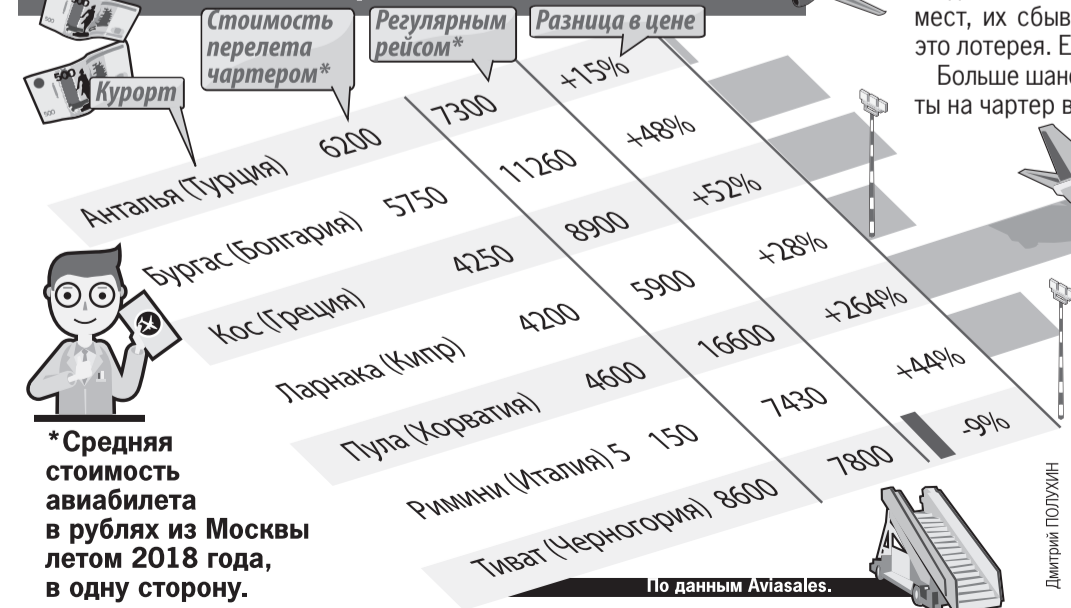 мест, их сбыв
это лотерея. Е
Больше шанс
ты на чартер в
Курорт
Стоимость
перелета
чартером*
Регулярным
рейсом*
Разница в цене
Анталья (Турция) 6200 7300 +15%
Бургас (Болгария) 5750 11260 +48%
Кос (Греция) 4250 8900 +52%
Ларнака (Кипр) 4200 5900 +28%
Пула (Хорватия) 4600 16600 +264%
Римини (Италия) 5 150 7430 +44%
Тиват (Черногория) 8600 7800 -9%
*Средняя
стоимость
авиабилета
в рублях из Москвы
летом 2018 года,
в одну сторону.
По данным Aviasales.
Дмитрий ПОЛУХИН